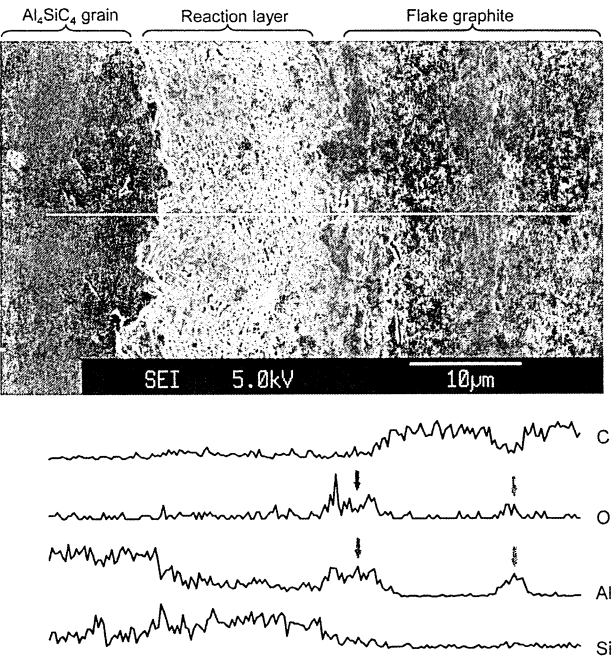 Al₄SiC₄ grain Reaction layer Flake graphite
SEI 5.0kV 10μm
C
O
Al
Si